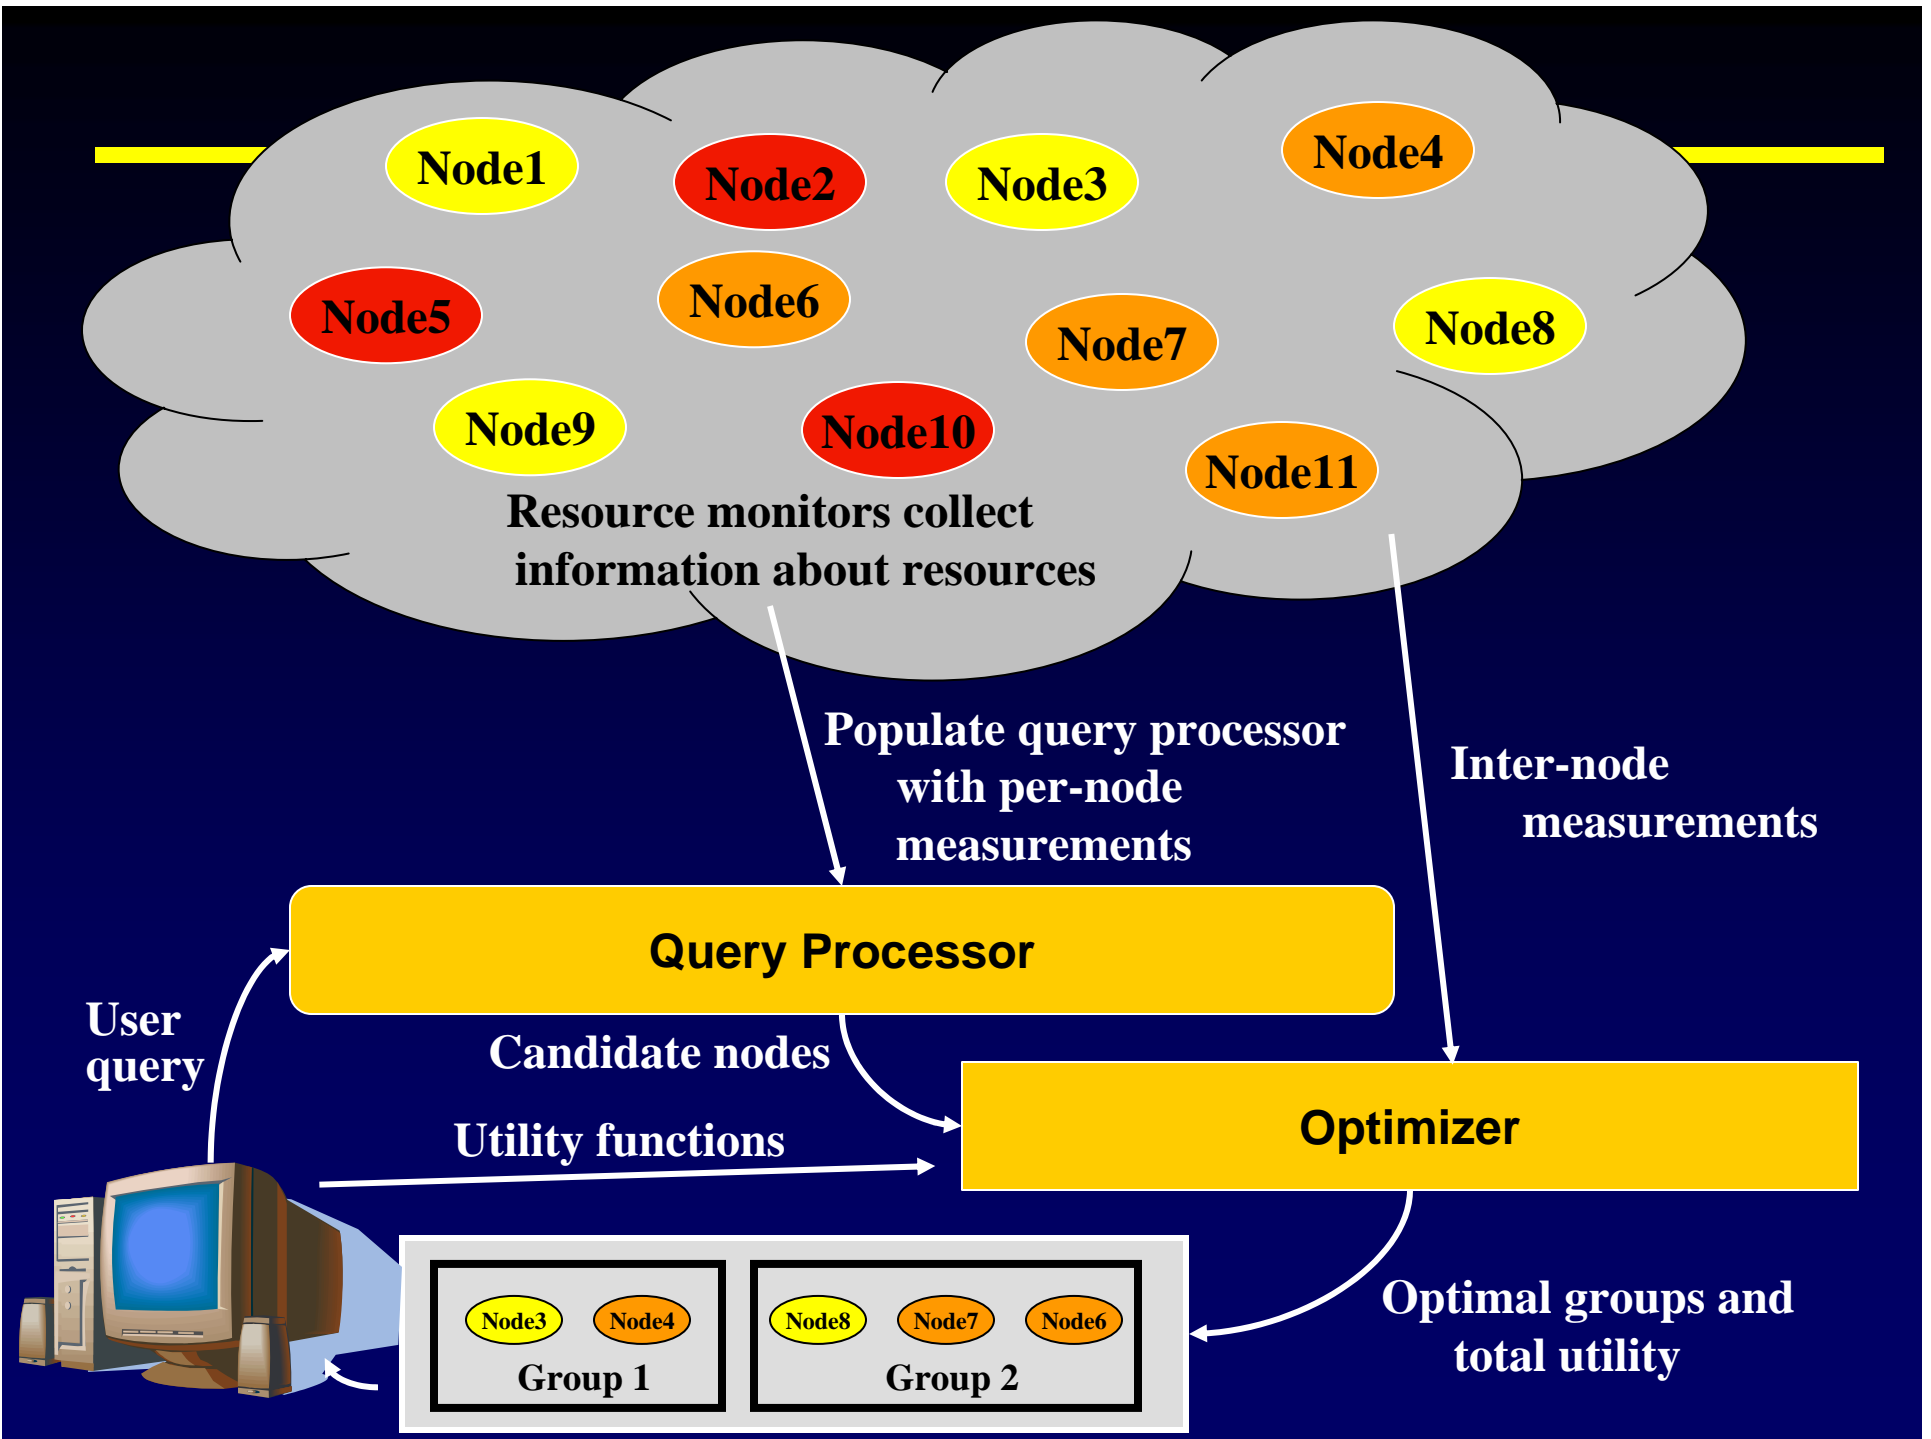 Node1
Node2
Node3
Node4
Node5
Node6
Node7
Node8
Node9
Node10
Node11
Resource monitors collect
information about resources
Populate query processor
with per-node
measurements
Inter-node
measurements
Query Processor
User
query
Candidate nodes
Optimizer
Utility functions
Node3
Node4
Group 1
Node8
Node7
Node6
Group 2
Optimal groups and
total utility